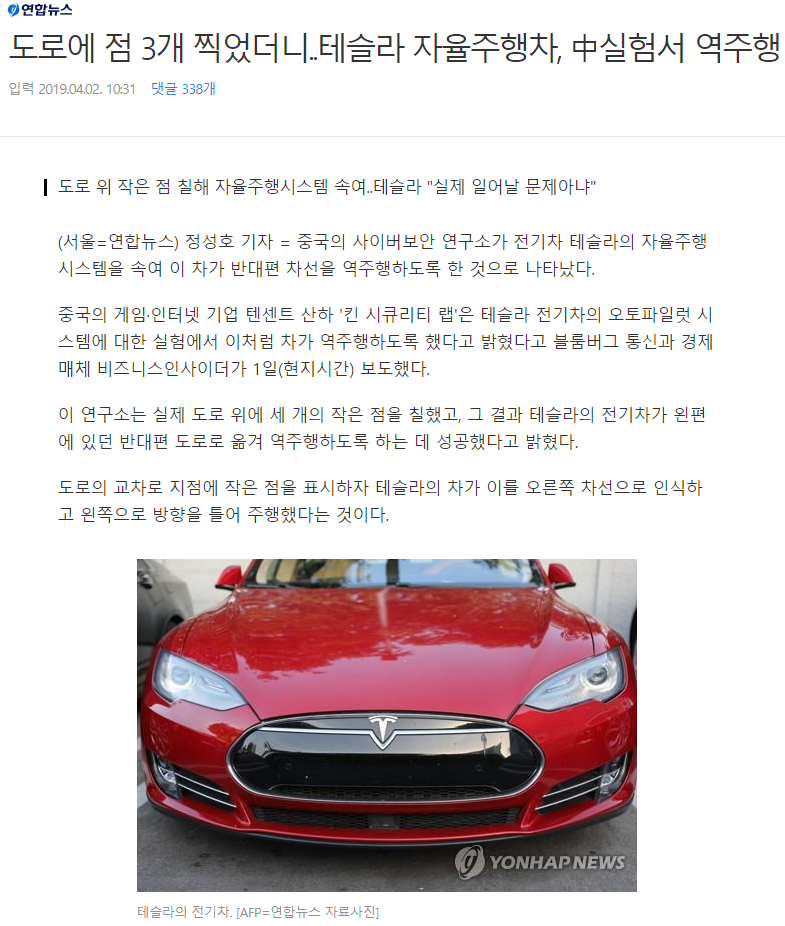 연합뉴스
도로에 점 3개 찍었더니..테슬라 자율주행차, 中실험서 역주행
입력 2019.04.02. 10:31 댓글 338개
도로 위 작은 점 칠해 자율주행시스템 속여..테슬라 "실제 일어날 문제아냐"
(서울=연합뉴스) 정성호 기자 = 중국의 사이버보안 연구소가 전기차 테슬라의 자율주행
시스템을 속여 이 차가 반대편 차선을 역주행하도록 한 것으로 나타났다.
중국의 게임·인터넷 기업 텐센트 산하 '킨 시큐리티 랩'은 테슬라 전기차의 오토파일럿 시
스템에 대한 실험에서 이처럼 차가 역주행하도록 했다고 밝혔다고 블룸버그 통신과 경제
매체 비즈니스인사이더가 1일(현지시간) 보도했다.
이 연구소는 실제 도로 위에 세 개의 작은 점을 칠했고, 그 결과 테슬라의 전기차가 왼편
에 있던 반대편 도로로 옮겨 역주행하도록 하는 데 성공했다고 밝혔다.
도로의 교차로 지점에 작은 점을 표시하자 테슬라의 차가 이를 오른쪽 차선으로 인식하
고 왼쪽으로 방향을 틀어 주행했다는 것이다.
YONHAP NEWS
테슬라의 전기차. [AFP=연합뉴스 자료사진]